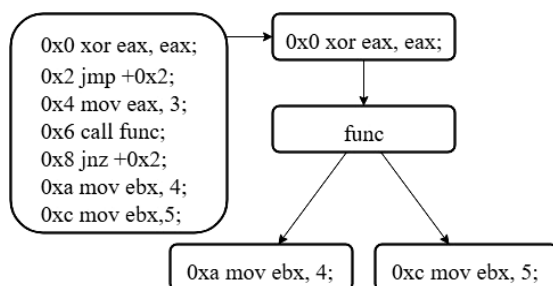 0x0 xor eax, eax;
0x2 jmp +0x2;
0x4 mov eax, 3;
0x6 call func;
0x8 jnz +0x2;
0xa mov ebx, 4;
0xc mov ebx,5;
0x0 xor eax, eax;
func
0xa mov ebx, 4;
0xc mov ebx, 5;